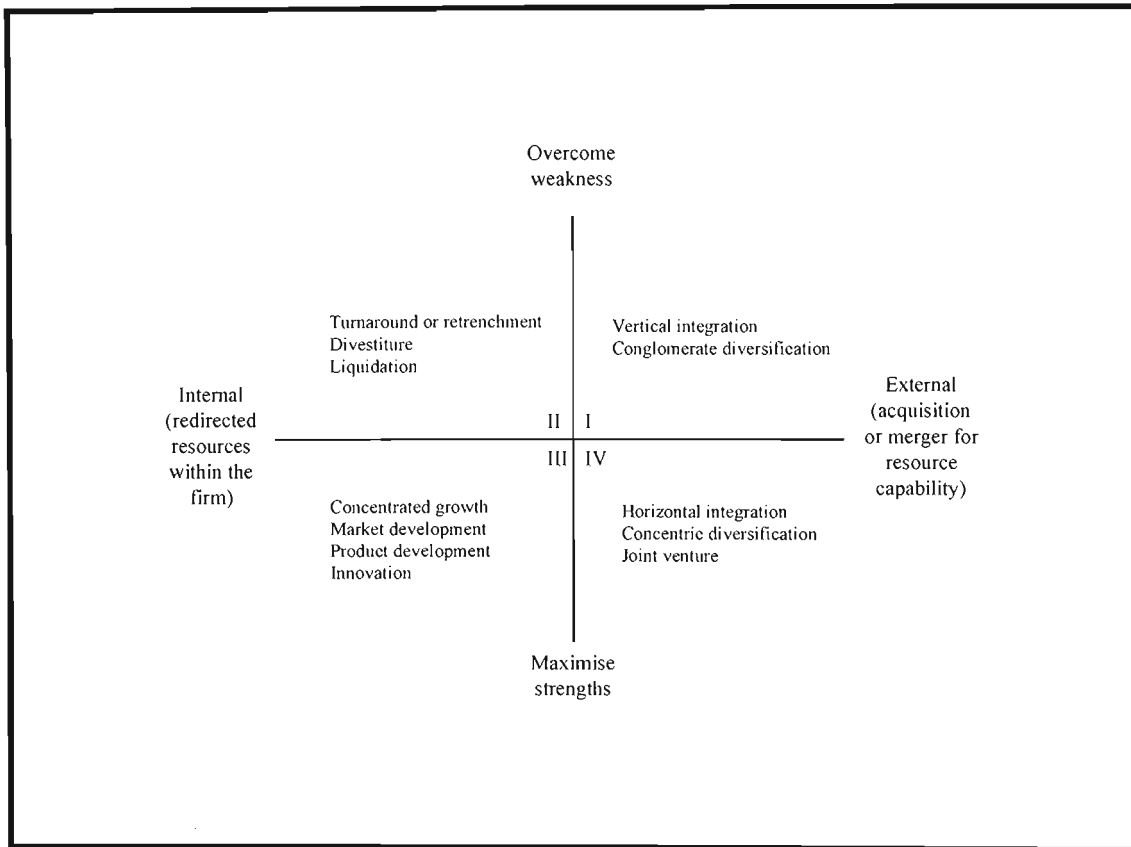 Overcome
weakness
Turnaround or retrenchment
Divestiture
Liquidation
Vertical integration
Conglomerate diversification
Internal
(redirected
resources
within the
firm)
External
(acquisition
or merger for
resource
capability)
II I
III IV
Concentrated growth
Market development
Product development
Innovation
Horizontal integration
Concentric diversification
Joint venture
Maximise
strengths